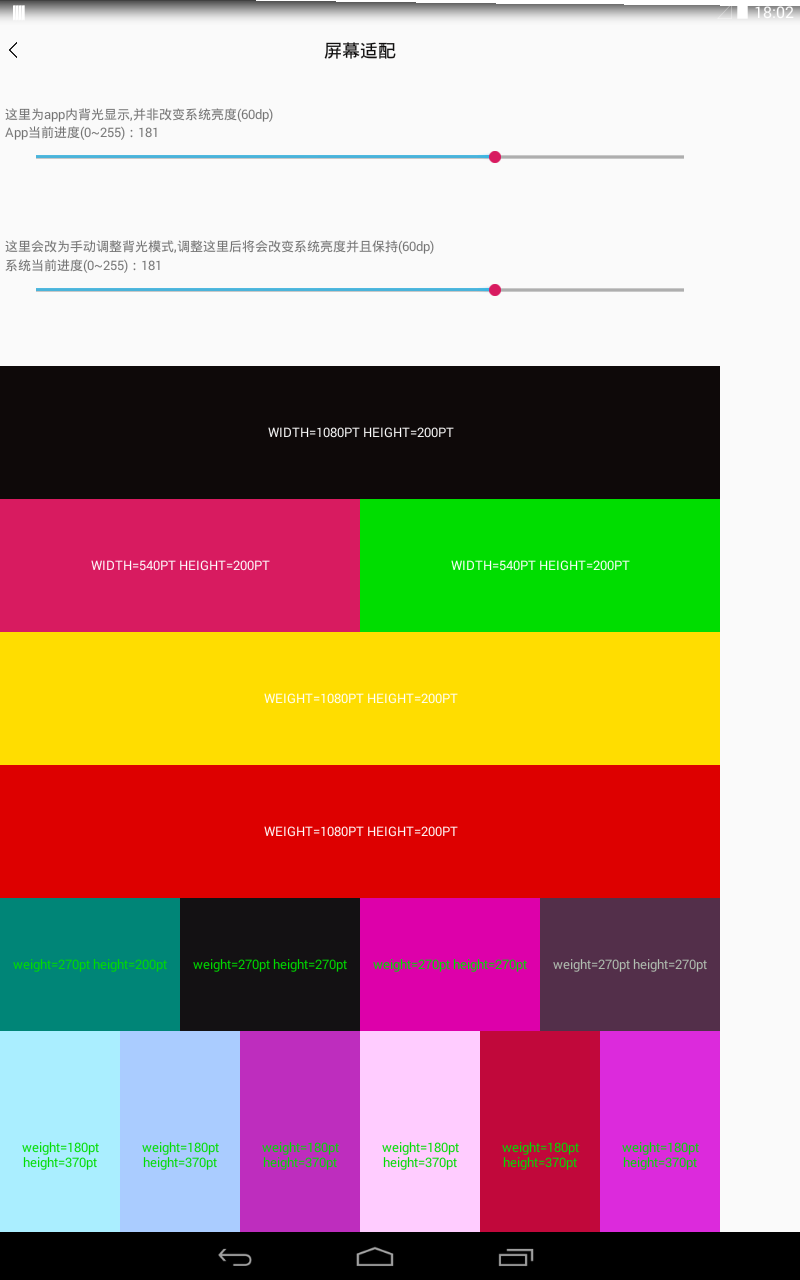 18:02
屏幕适配
这里为app内背光显示,并非改变系统亮度(60dp)
App当前进度(0~255)：181
这里会改为手动调整背光模式,调整这里后将会改变系统亮度并且保持(60dp)
系统当前进度(0~255)：181
WIDTH=1080PT HEIGHT=200PT
WIDTH=540PT HEIGHT=200PT
WIDTH=540PT HEIGHT=200PT
WEIGHT=1080PT HEIGHT=200PT
WEIGHT=1080PT HEIGHT=200PT
weight=270pt height=200pt
weight=270pt height=270pt
weight=270pt height=270pt
weight=270pt height=270pt
weight=180pt
height=370pt
weight=180pt
height=370pt
weight=180pt
height=370pt
weight=180pt
height=370pt
weight=180pt
height=370pt
weight=180pt
height=370pt